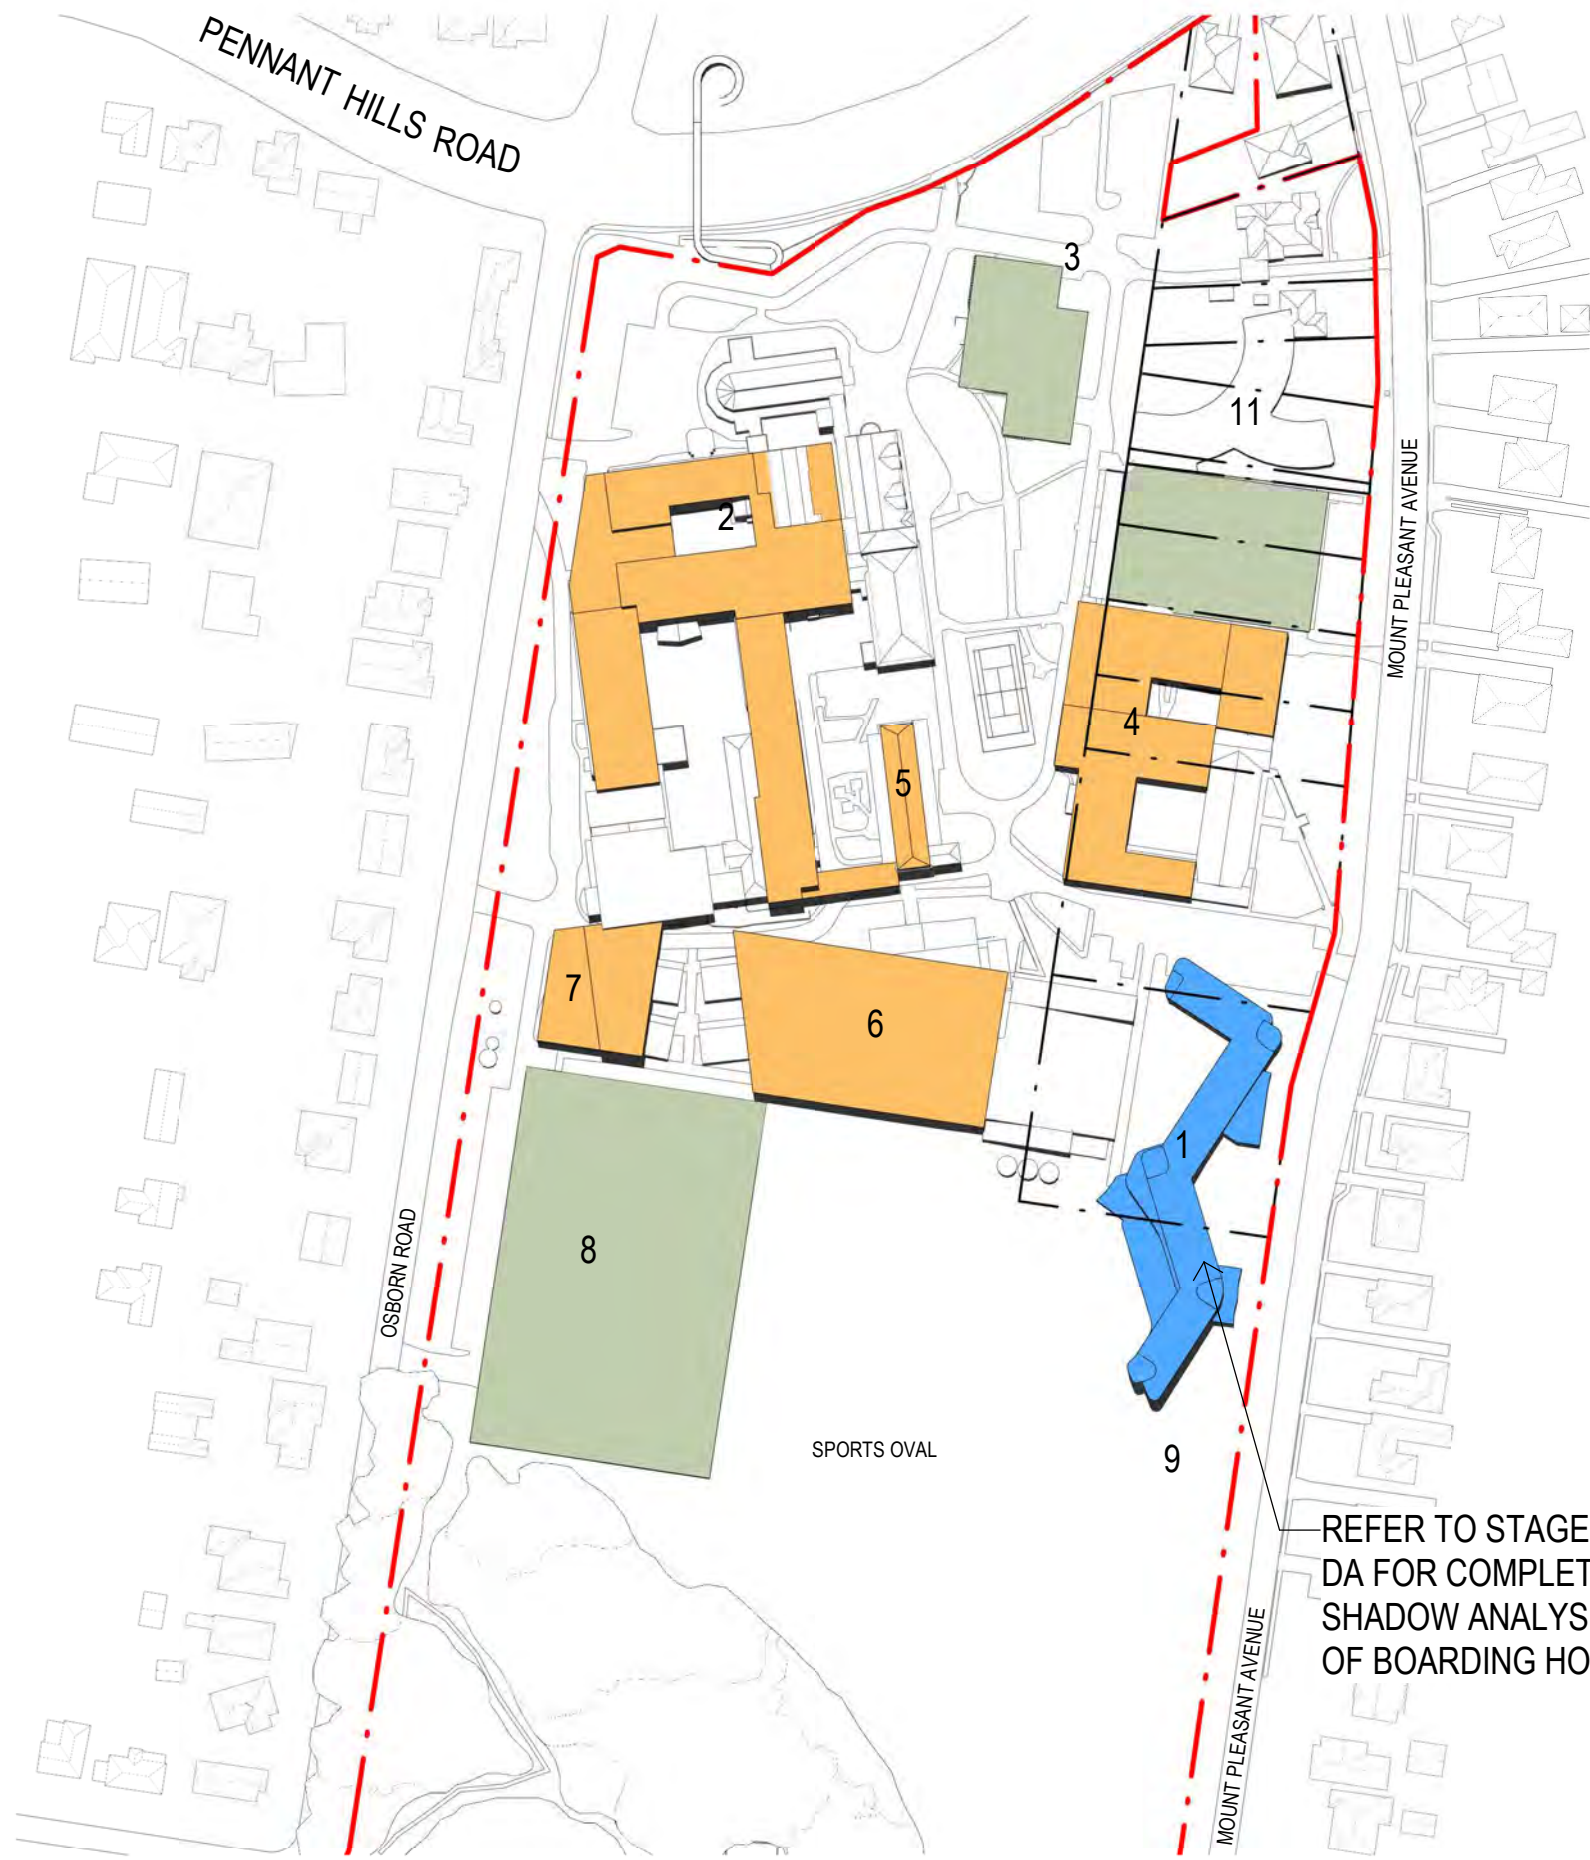 PENNANT HILLS ROAD
3
11
2
MOUNT PLEASANT AVENUE
4
5
7
6
1
8
OSBORN ROAD
SPORTS OVAL
9
REFER TO STAGE
DA FOR COMPLET
SHADOW ANALYS
OF BOARDING HO
MOUNT PLEASANT AVENUE